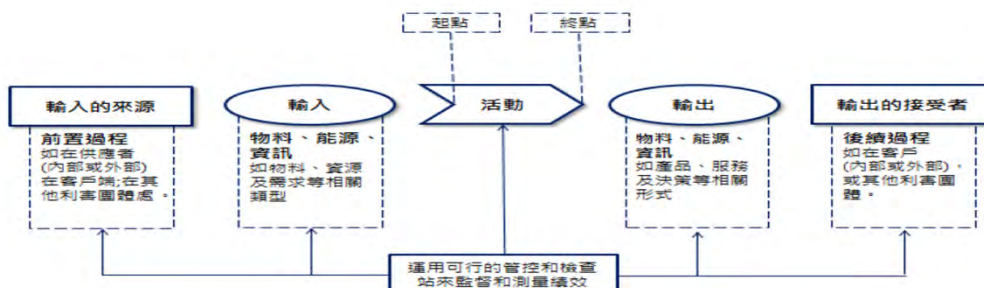 起點
終點
輸入的來源
輸入
活動
輸出
輸出的接受者
前置過程
如在供應者
(內部或外部)
在客戶端;在其
他利害團體處。
物料、能源、
資訊
如物料、資源
及需求等相關
類型
物料、能源、
資訊
如產品、服務
及決策等相關
形式
後續過程
如在客戶
(內部或外部),
或其他利害團
體。
運用可行的管控和檢查
站來監督和測量績效